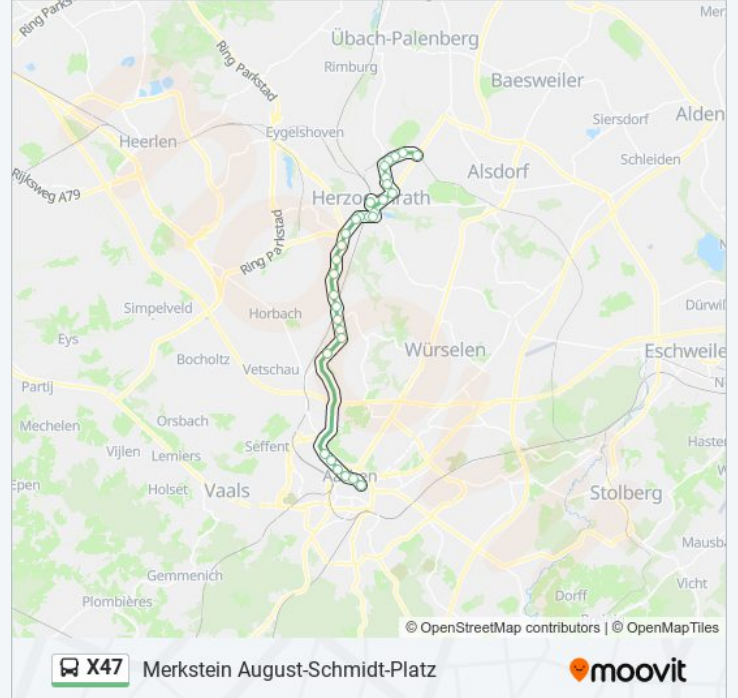 Ring Parks
Mer
Übach-Palenberg
Rimburg
Ring Parkstad
Baesweiler
Siersdorf
Alden
Eygelshoven
Heerlen
Schleiden
Alsdorf
Rijksweg A79
Ring Parkstad
Simpelveld
Horbach
Dürwil
Eys
Würselen
Eschweile
Bocholtz
Vetschau
N
Partij
Mechelen
Orsbach
Seffent
Haste
Vijlen
Lemiers
Epen
Holset
Vaals
Stolberg
Mausba
Gemmenich
Vicht
Plombières
Dorff
© OpenStreetMap contributors | © OpenMapTiles
X47 Merkstein August-Schmidt-Platz
moovit